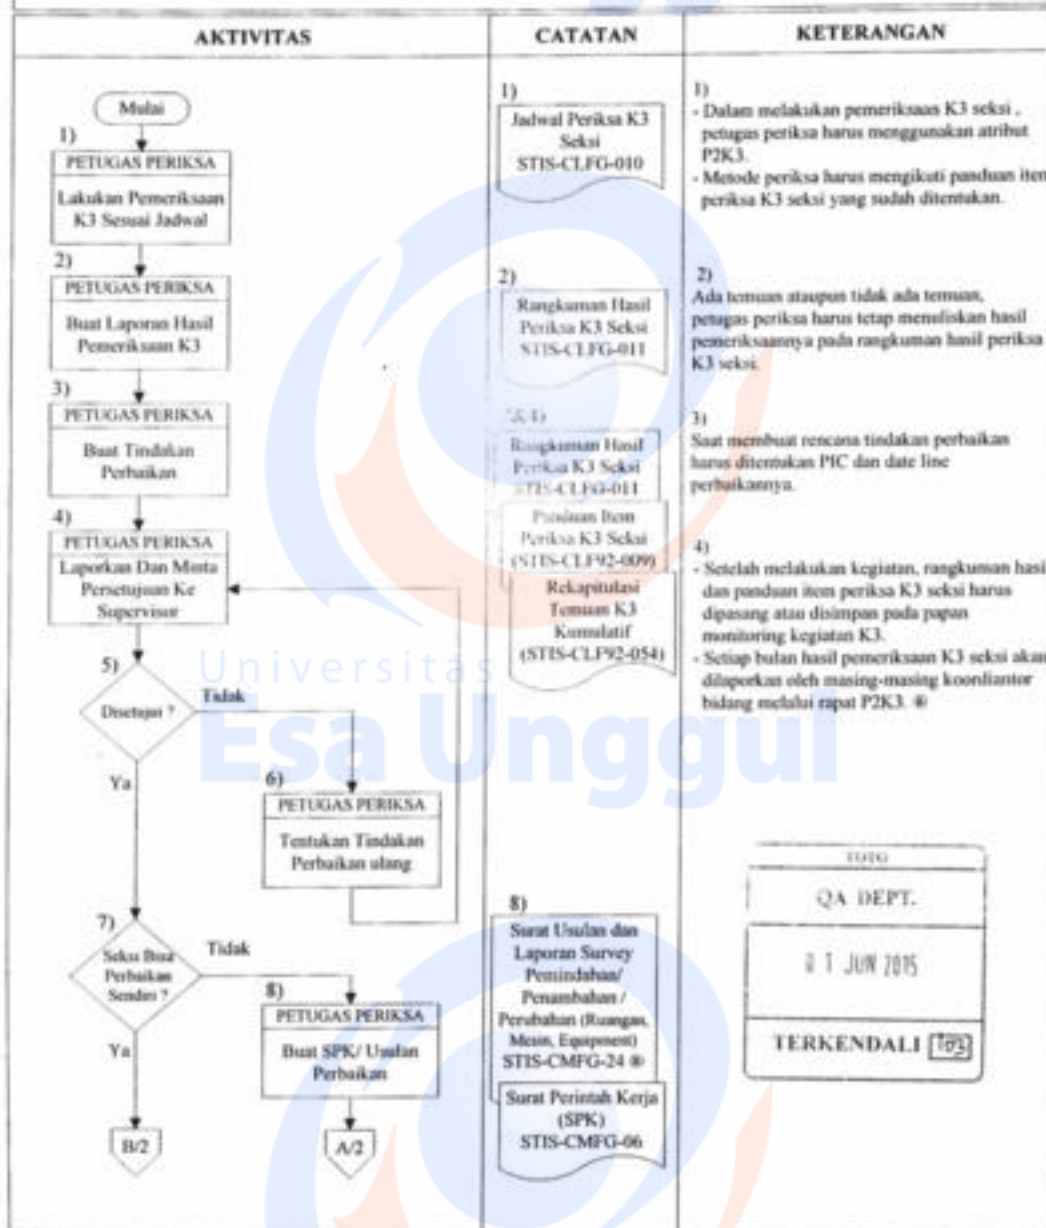 AKTIVITAS
CATATAN
KETERANGAN
Mulai
1)
PETUGAS PERIKSA
Lakukan Pemeriksaan
K3 Sesuai Jadwal
2)
PETUGAS PERIKSA
Buat Laporan Hasil
Pemeriksaan K3
3)
PETUGAS PERIKSA
Buat Tindakan
Perbaikan
4)
PETUGAS PERIKSA
Laporkan Dan Minta
Persetujuan Ke
Supervisor
5)
Disetujui ?
Tidak
Ya
6)
PETUGAS PERIKSA
Tentukan Tindakan
Perbaikan ulang
7)
Seksi Bisa
Perbaikan
Sendiri ?
Tidak
Ya
8)
PETUGAS PERIKSA
Buat SPK/ Usulan
Perbaikan
B/2
A/2
1)
Jadwal Periksa K3
Seksi
STIS-CLFG-010
2)
Rangkuman Hasil
Periksa K3 Seksi
STIS-CLFG-011
Rangkuman Hasil
Periksa K3 Seksi
STIS-CLFG-011
Panduan Item
Periksa K3 Seksi
(STIS-CLF92-009)
Rekapitulasi
Temuan K3
Kumulatif
(STIS-CLF92-054)
8)
Surat Usulan dan
Laporan Survey
Pemindahan/
Penambahan /
Perubahan (Ruangan,
Mesin, Equipment)
STIS-CMFG-24 ®
Surat Perintah Kerja
(SPK)
STIS-CMFG-06
1)
- Dalam melakukan pemeriksaan K3 seksi ,
petugas periksa harus menggunakan atribut
P2K3.
- Metode periksa harus mengikuti panduan item
periksa K3 seksi yang sudah ditentukan.
2)
Ada temuan ataupun tidak ada temuan,
petugas periksa harus tetap menuliskan hasil
pemeriksaannya pada rangkuman hasil periksa
K3 seksi.
3)
Saat membuat rencana tindakan perbaikan
harus ditentukan PIC dan date line
perbaikannya.
4)
- Setelah melakukan kegiatan, rangkuman hasil
dan panduan item periksa K3 seksi harus
dipasang atau disimpan pada papan
monitoring kegiatan K3.
- Setiap bulan hasil pemeriksaan K3 seksi akan
dilaporkan oleh masing-masing koordiantor
bidang melalui rapat P2K3. ®
TOTO
QA DEPT.
0 1 JUN 2015
TERKENDALI 103
Universitas
Esa Unggul